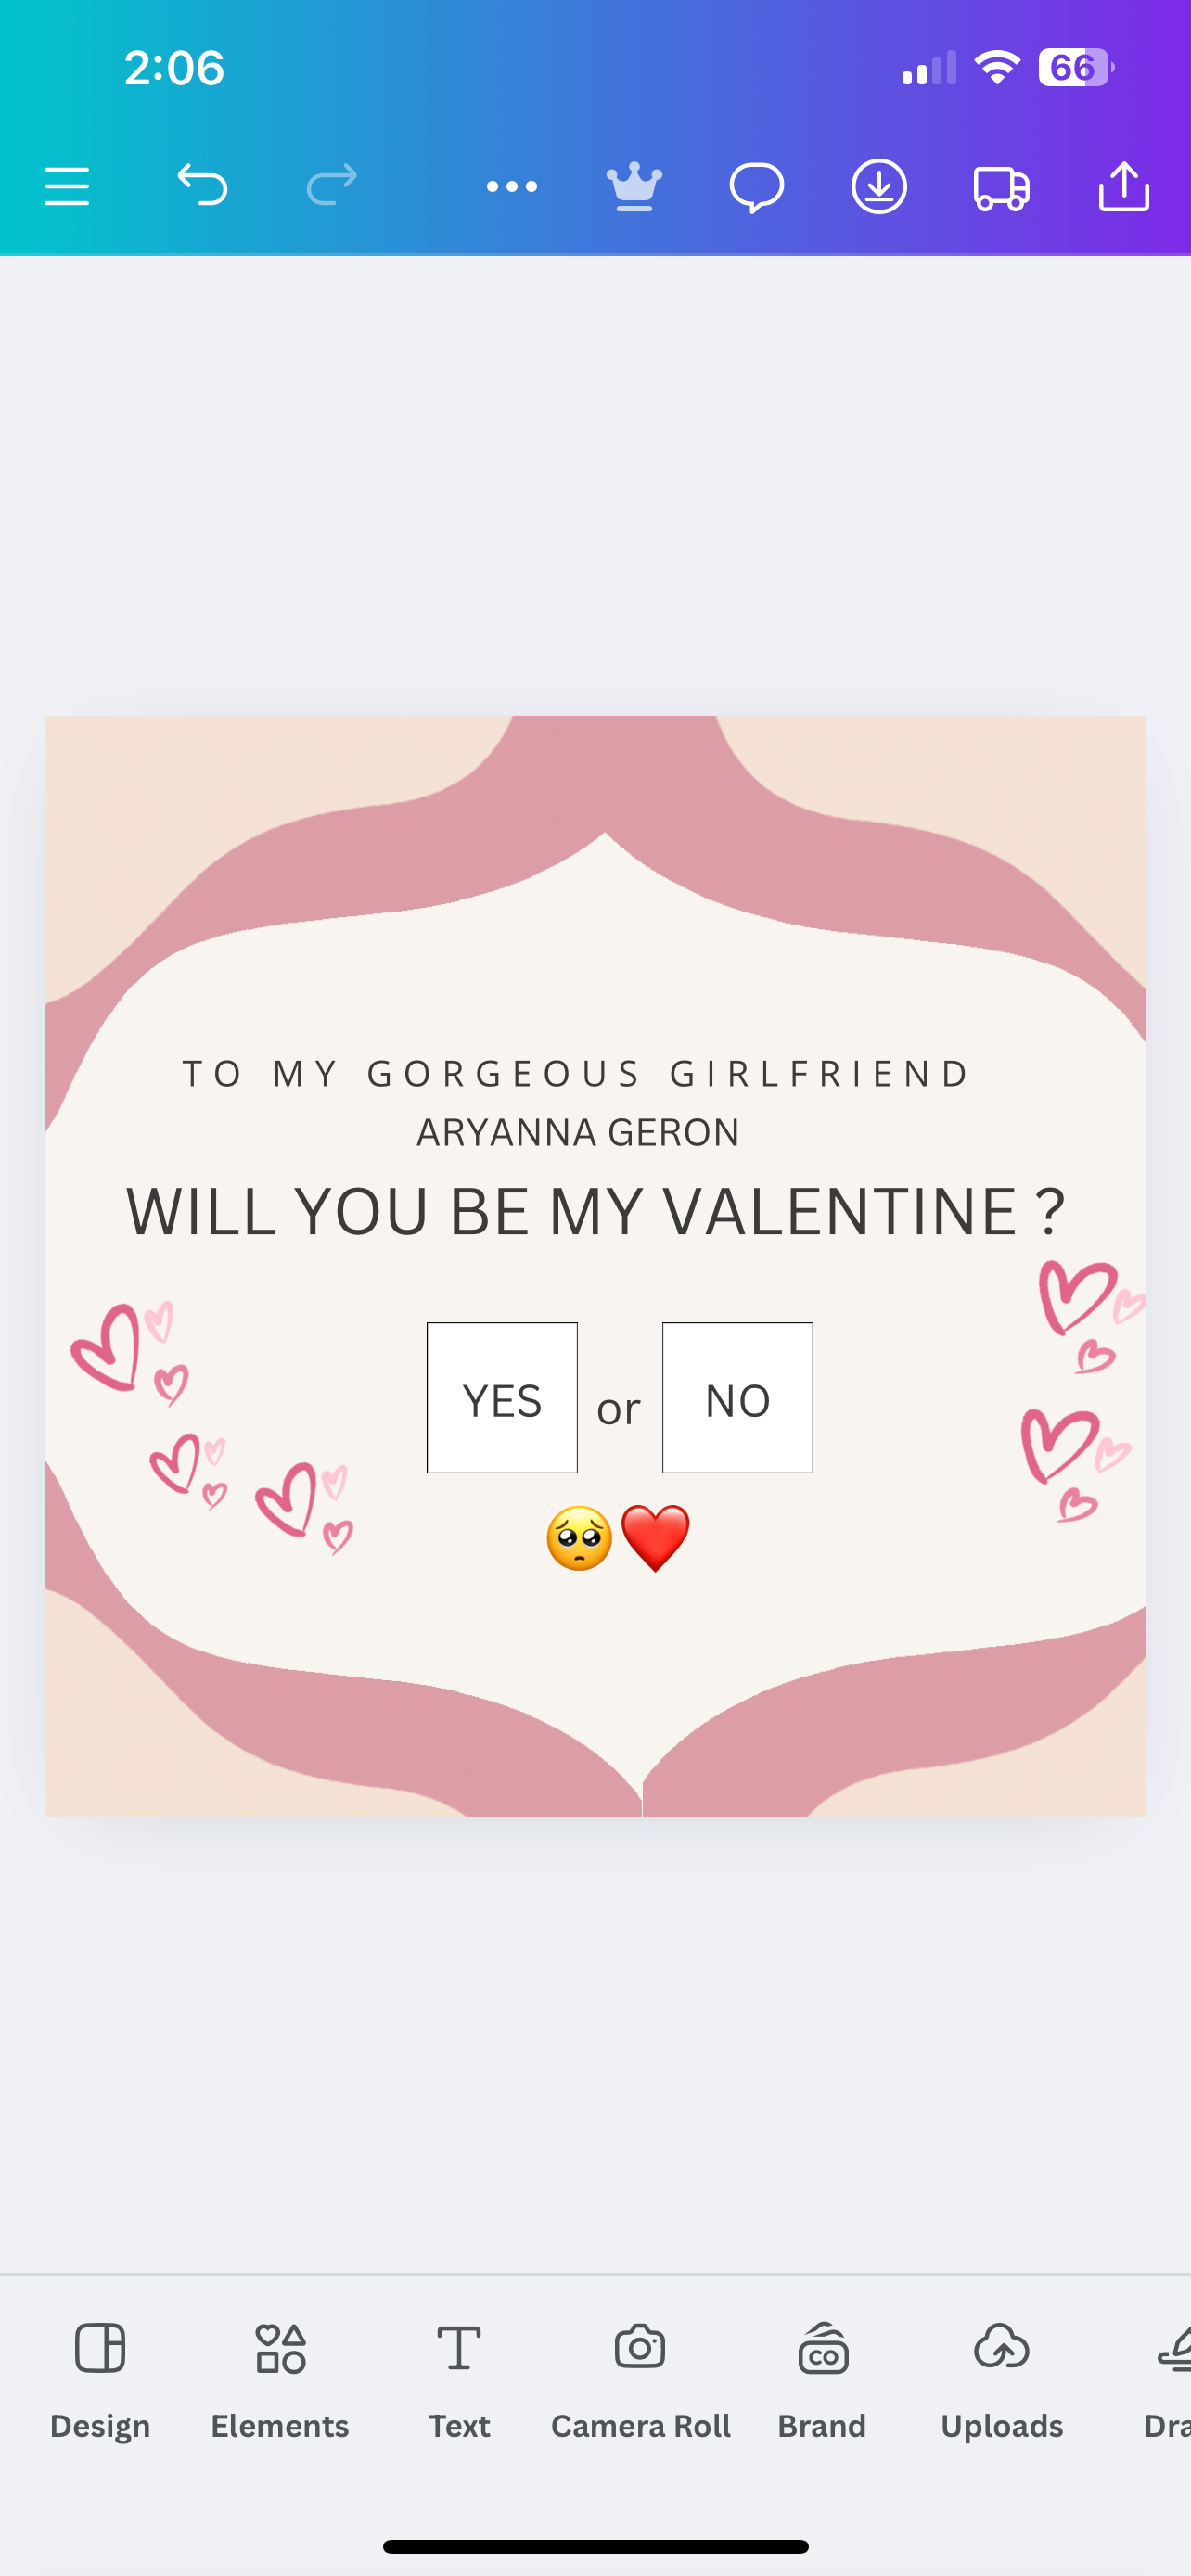 2:06
66
TO MY GORGEOUS GIRLFRIEND
ARYANNA GERON
WILL YOU BE MY VALENTINE ?
YES or NO
🥺❤️
CO
Design Elements Text Camera Roll Brand Uploads Dra